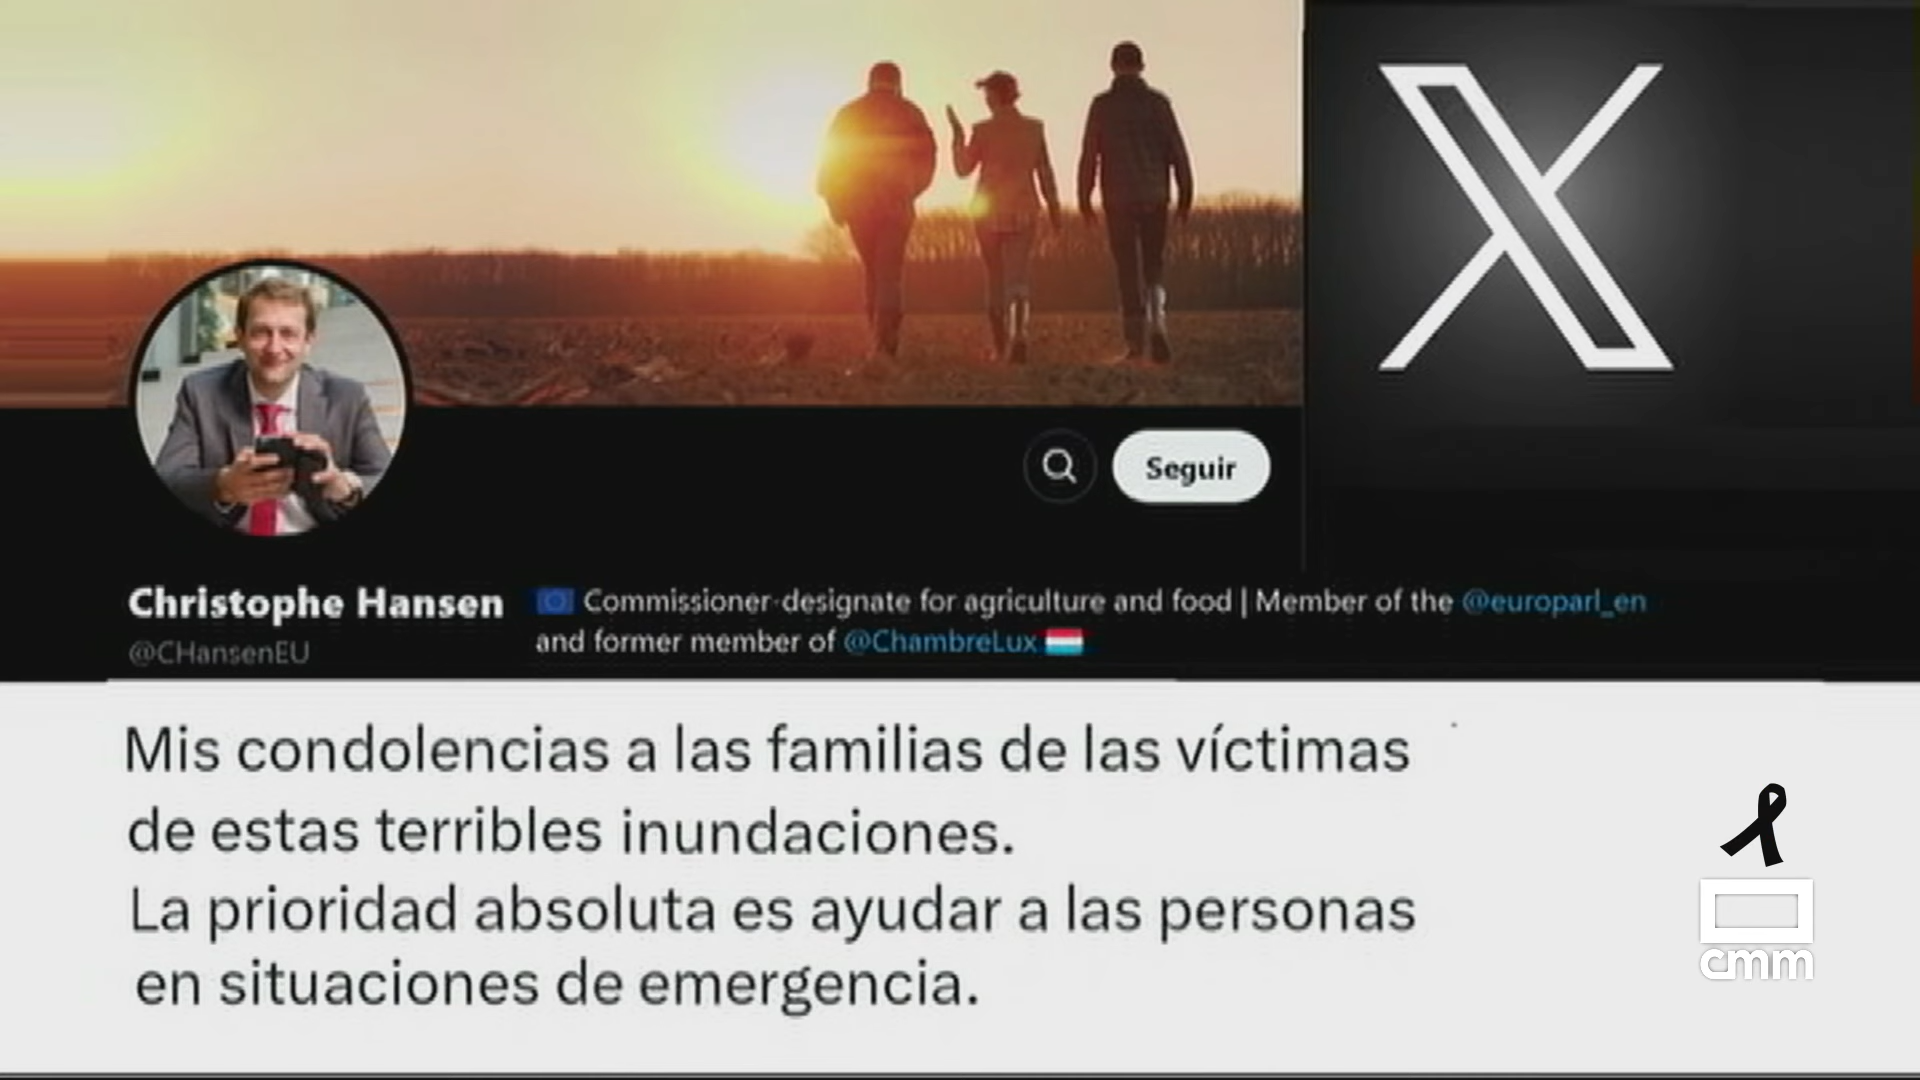 Seguir
Christophe Hansen
@CHansenEU
Commissioner-designate for agriculture and food | Member of the @europarl_en
and former member of @ChambreLux
Mis condolencias a las familias de las víctimas
de estas terribles inundaciones.
La prioridad absoluta es ayudar a las personas
en situaciones de emergencia.
cmm